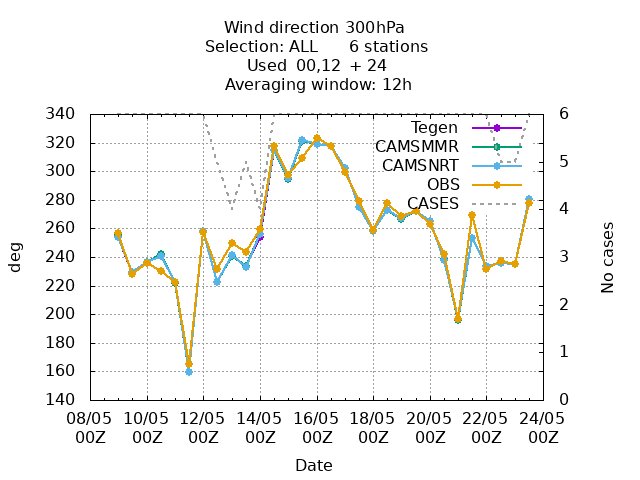 Wind direction 300hPa
Selection: ALL 6 stations
Used 00,12 + 24
Averaging window: 12h
340 6
320
Tegen
CAMSMMR
300 5
CAMSNRT
OBS
280
CASES 4
260
240 3
220
200 2
180
160 1
140 0
deg
No cases
08/05 10/05 12/05 14/05 16/05 18/05 20/05 22/05 24/05
00Z 00Z 00Z 00Z 00Z 00Z 00Z 00Z 00Z
Date